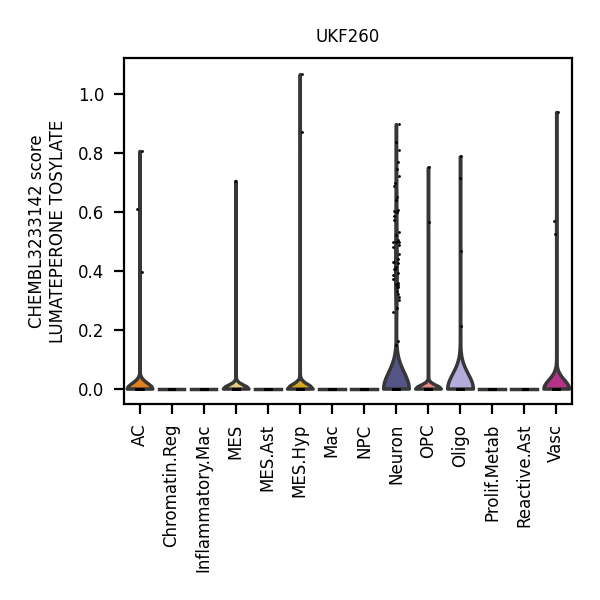 UKF260
CHEMBL3233142 score
LUMATEPERONE TOSYLATE
1.0
0.8
0.6
0.4
0.2
0.0
AC
Chromatin.Reg
Inflammatory.Mac
MES
MES.Ast
MES.Hyp
Mac
NPC
Neuron
OPC
Oligo
Prolif.Metab
Reactive.Ast
Vasc